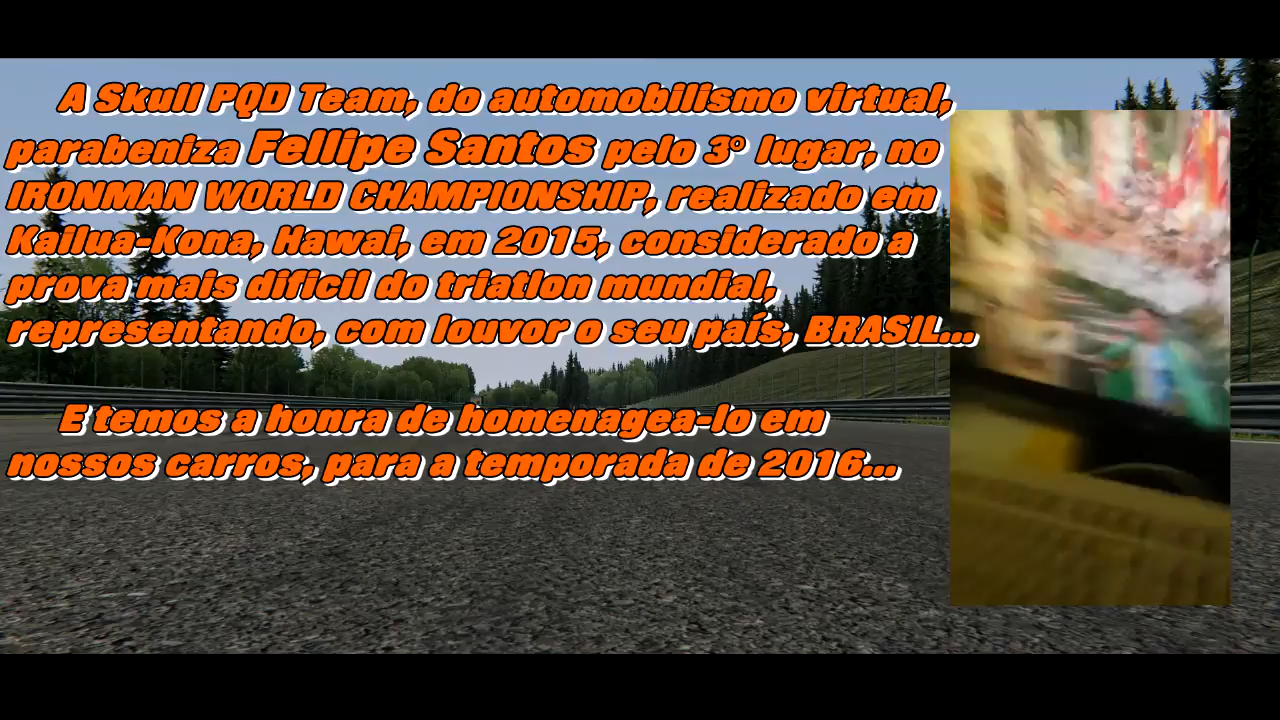 A Skull PQD Team, do automobilismo virtual,
parabeniza Fellipe Santos pelo 3º lugar, no
IRONMAN WORLD CHAMPIONSHIP, realizado em
Kailua-Kona, Hawai, em 2015, considerado a
prova mais dificil do triatlon mundial,
representando, com louvor o seu país, BRASIL...
E temos a honra de homenagea-lo em
nossos carros, para a temporada de 2016...